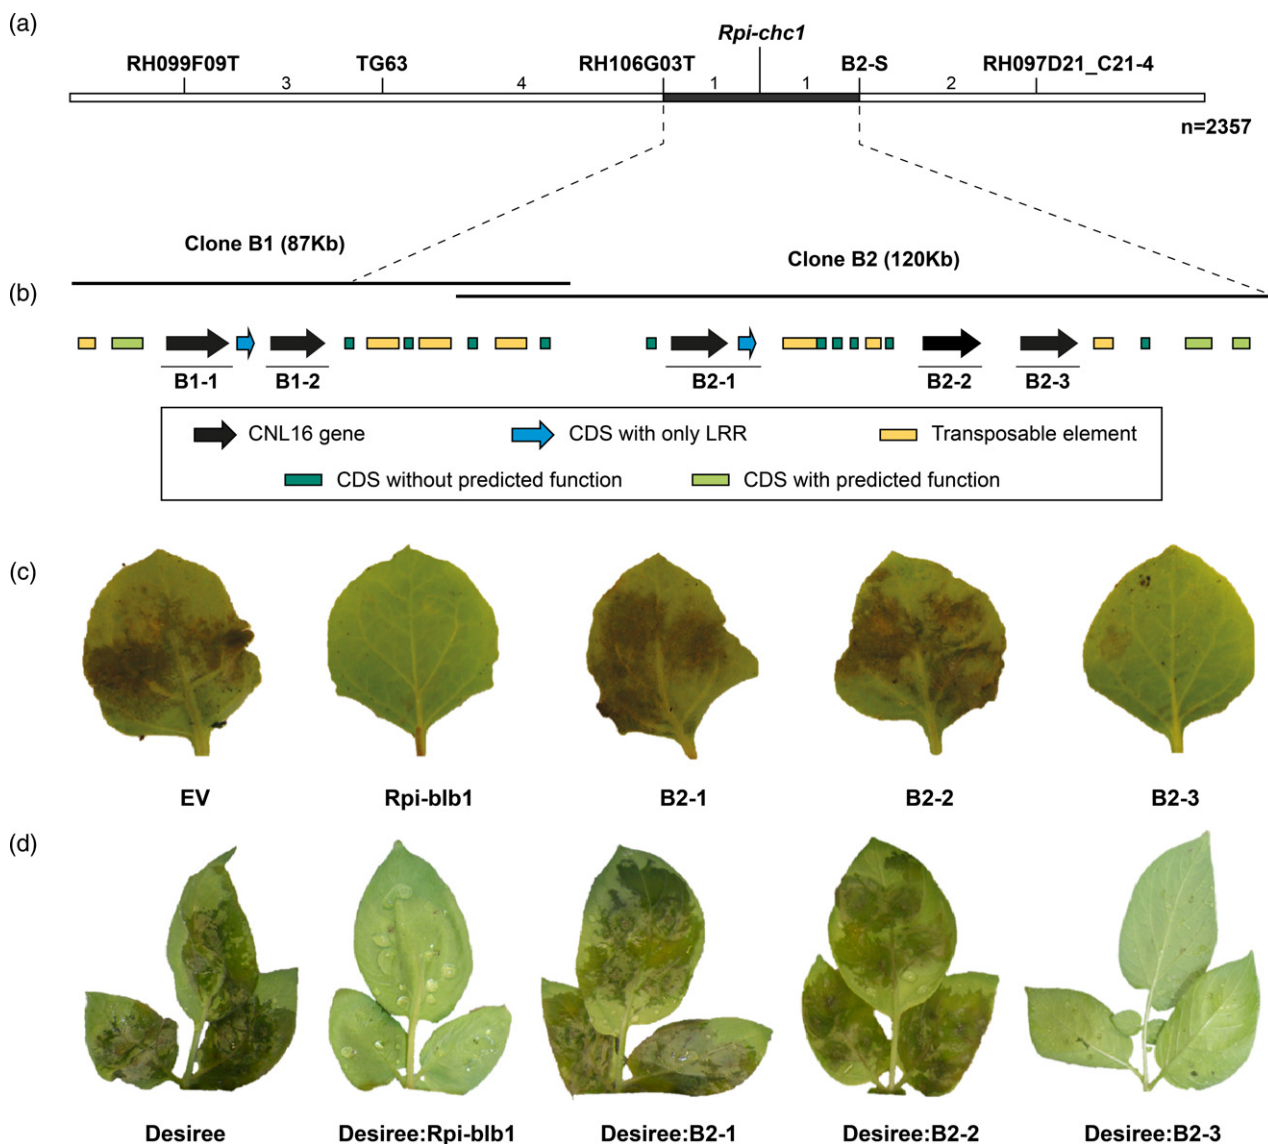 (a)
Rpi-chc1
RH099F09T TG63 RH106G03T B2-S RH097D21_C21-4
3 4 1 1 2
n=2357
Clone B1 (87Kb)
Clone B2 (120Kb)
(b)
B1-1 B1-2 B2-1 B2-2 B2-3
CNL16 gene CDS with only LRR Transposable element
CDS without predicted function CDS with predicted function
(c)
EV Rpi-blb1 B2-1 B2-2 B2-3
(d)
Desiree Desiree:Rpi-blb1 Desiree:B2-1 Desiree:B2-2 Desiree:B2-3